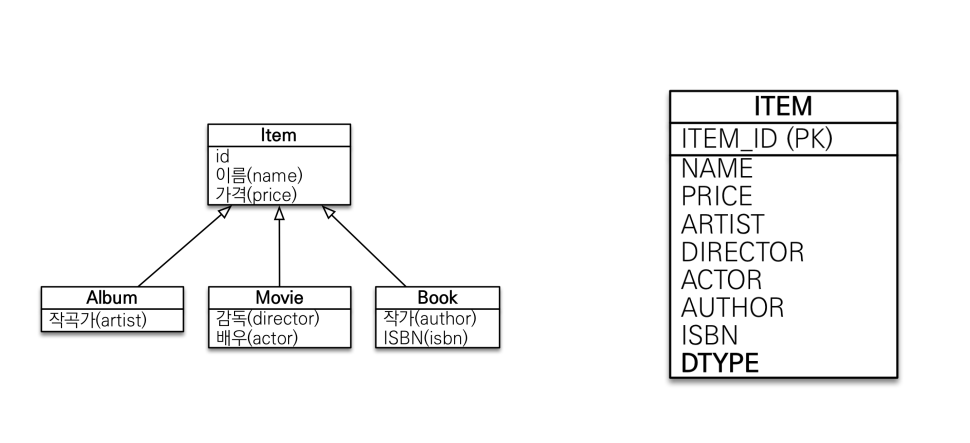 Item
id
이름(name)
가격(price)
Album
작곡가(artist)
Movie
감독(director)
배우(actor)
Book
작가(author)
ISBN(isbn)
ITEM
ITEM_ID (PK)
NAME
PRICE
ARTIST
DIRECTOR
ACTOR
AUTHOR
ISBN
DTYPE